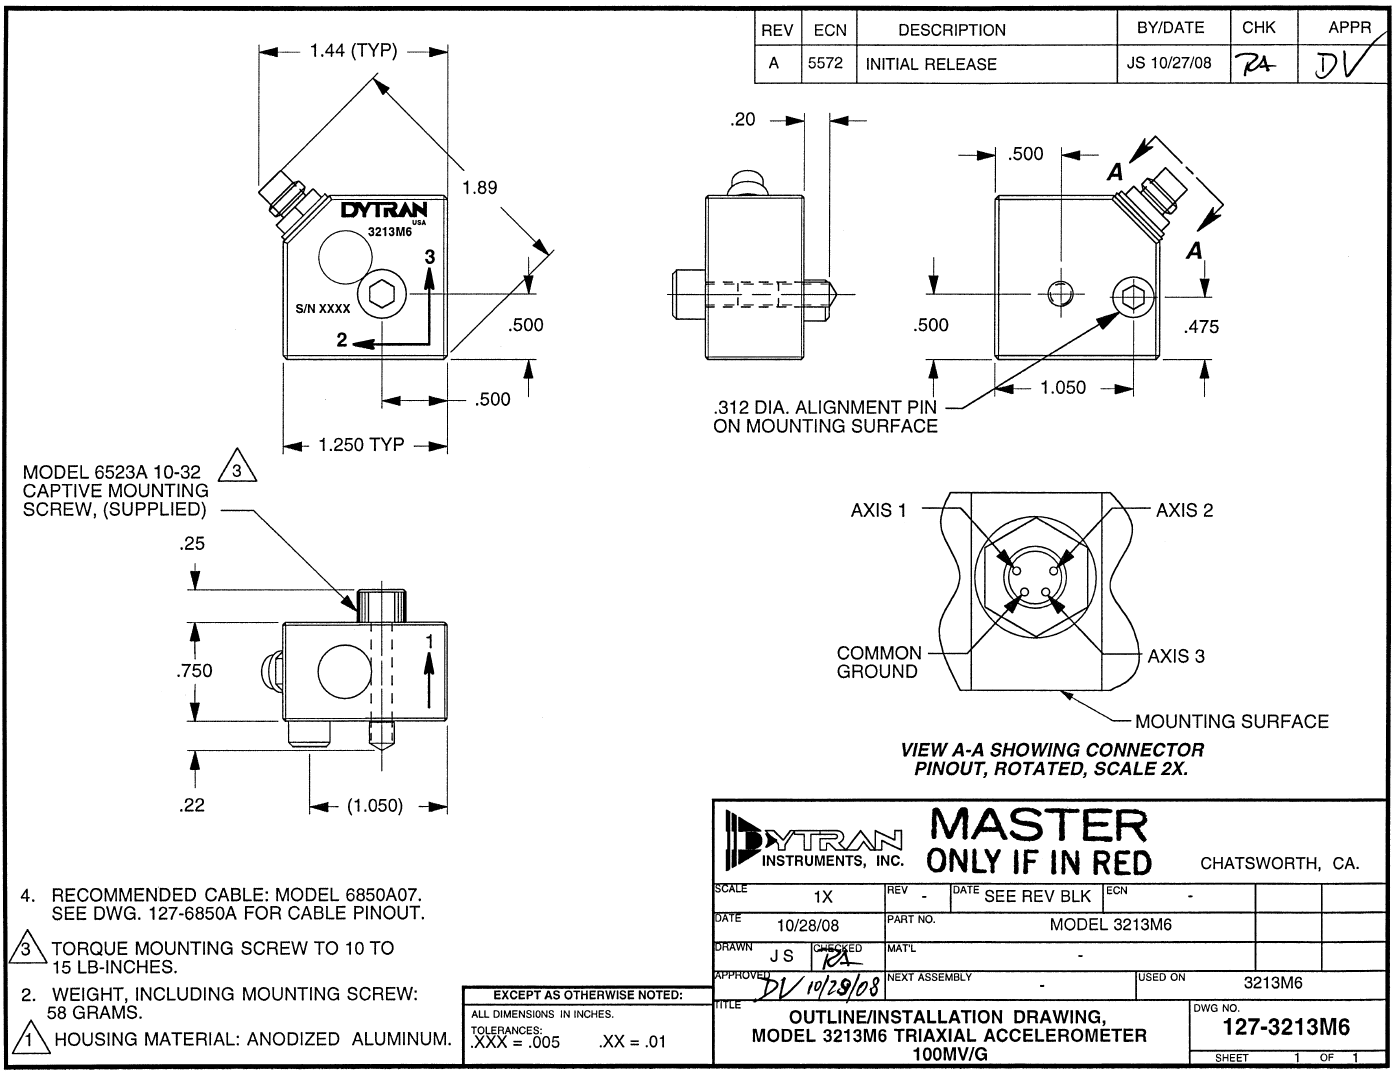 REV ECN DESCRIPTION BY/DATE CHK APPR
A 5572 INITIAL RELEASE JS 10/27/08 RA DV
1.44 (TYP)
1.89
DYTRAN
USA
3213M6
3
S/N XXXX
2
.500
.500
1.250 TYP
.20
.500
A
A
.500
.475
1.050
.312 DIA. ALIGNMENT PIN
ON MOUNTING SURFACE
MODEL 6523A 10-32
CAPTIVE MOUNTING
SCREW, (SUPPLIED)
3
.25
.750
1
.22
(1.050)
AXIS 1
AXIS 2
COMMON
GROUND
AXIS 3
MOUNTING SURFACE
VIEW A-A SHOWING CONNECTOR
PINOUT, ROTATED, SCALE 2X.
4. RECOMMENDED CABLE: MODEL 6850A07.
SEE DWG. 127-6850A FOR CABLE PINOUT.
3 TORQUE MOUNTING SCREW TO 10 TO
15 LB-INCHES.
2. WEIGHT, INCLUDING MOUNTING SCREW:
58 GRAMS.
1 HOUSING MATERIAL: ANODIZED ALUMINUM.
EXCEPT AS OTHERWISE NOTED:
ALL DIMENSIONS IN INCHES.
TOLERANCES:
.XXX = .005 .XX = .01
DYTRAN
INSTRUMENTS, INC.
MASTER
ONLY IF IN RED
CHATSWORTH, CA.
SCALE 1X REV - DATE SEE REV BLK ECN -
DATE 10/28/08 PART NO. MODEL 3213M6
DRAWN JS CHECKED RA MAT'L -
APPROVED DV 10/28/08 NEXT ASSEMBLY - USED ON 3213M6
TITLE
OUTLINE/INSTALLATION DRAWING,
MODEL 3213M6 TRIAXIAL ACCELEROMETER
100MV/G
DWG NO.
127-3213M6
SHEET 1 OF 1